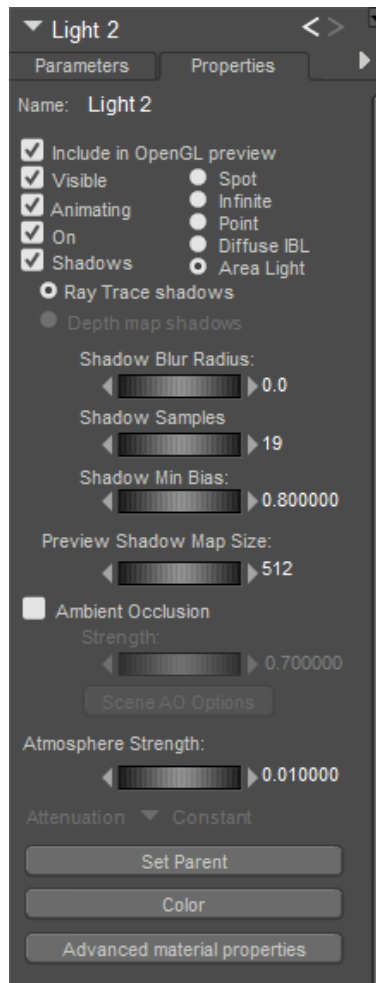 Light 2
Parameters Properties
Name: Light 2
Include in OpenGL preview
Visible Spot
Animating Infinite
On Point
Shadows Diffuse IBL
Area Light
Ray Trace shadows
Depth map shadows
Shadow Blur Radius:
0.0
Shadow Samples
19
Shadow Min Bias:
0.800000
Preview Shadow Map Size:
512
Ambient Occlusion
Strength:
0.700000
Scene AO Options
Atmosphere Strength:
0.010000
Attenuation Constant
Set Parent
Color
Advanced material properties